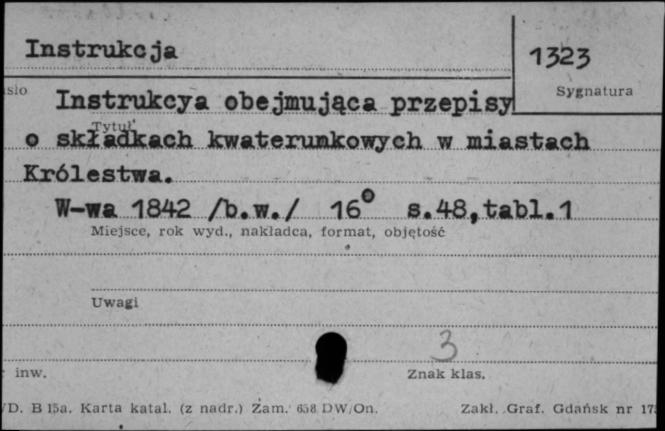 Instrukcja
1323
sio
Sygnatura
Instrukcya obejmująca przepisy
Tytuł
o składkach kwaterunkowych w miastach
Królestwa.
W-wa 1842 /b.w./ 16° s.48,tabl.1
Miejsce, rok wyd., nakładca, format, objętość
Uwagi
3
inw.
Znak klas.
/D. B 15a. Karta katal. (z nadr.) Zam. 658 DW/On.
Zakł. Graf. Gdańsk nr 17